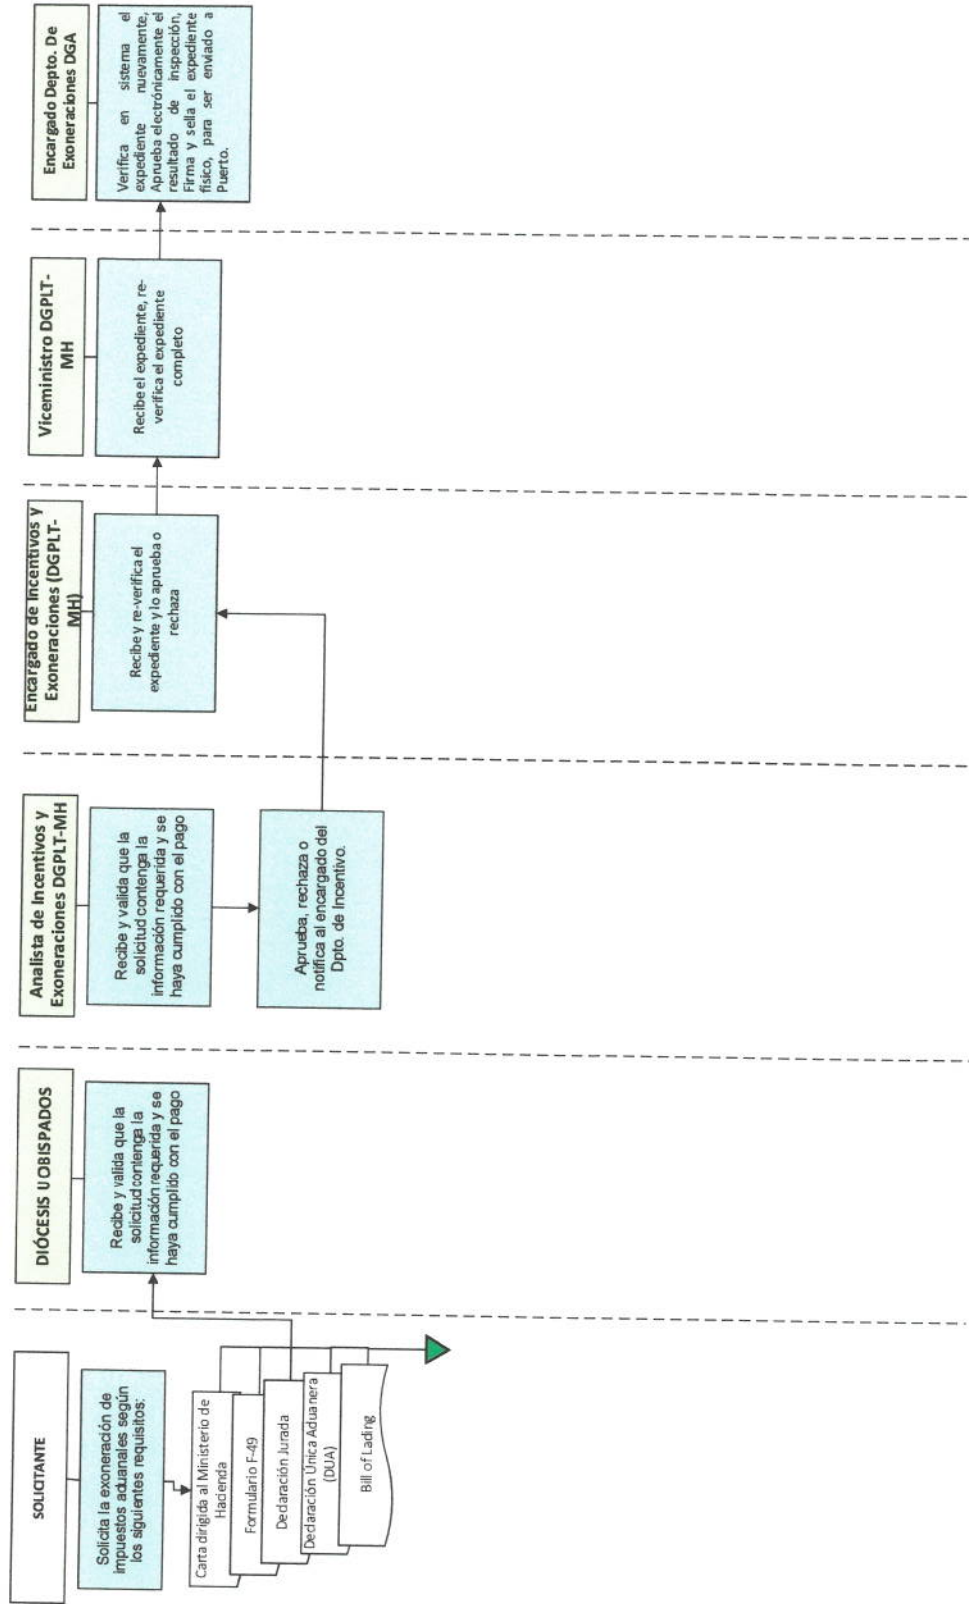 SOLICITANTE
Solicita la exoneración de
impuestos aduanales según
los siguientes requisitos:
Carta dirigida al Ministerio de
Hacienda
Formulario F-49
Dedaración Jurada
Dedaración Única Aduanera
(DUA)
Bill of Lading
DIÓCESIS U OBISPADOS
Recibe y valida que la
solicitud contenga la
información requerida y se
haya cumplido con el pago
Analista de Incentivos y
Exoneraciones DGPLT-MH
Recibe y valida que la
solicitud contenga la
información requerida y se
haya cumplido con el pago
Aprueba, rechaza o
notifica al encargado del
Dpto. de Incentivo.
Encargado de Incentivos y
Exoneraciones (DGPLT-
MH)
Recibe y re-verifica el
expediente y lo aprueba o
rechaza
Viceministro DGPLT-
MH
Recibe el expediente, re-
verifica el expediente
completo
Encargado Depto. De
Exoneraciones DGA
Verifica en sistema el
expediente nuevamente,
Aprueba electrónicamente el
resultado de inspección,
Firma y sella el expediente
físico, para ser enviado a
Puerto.